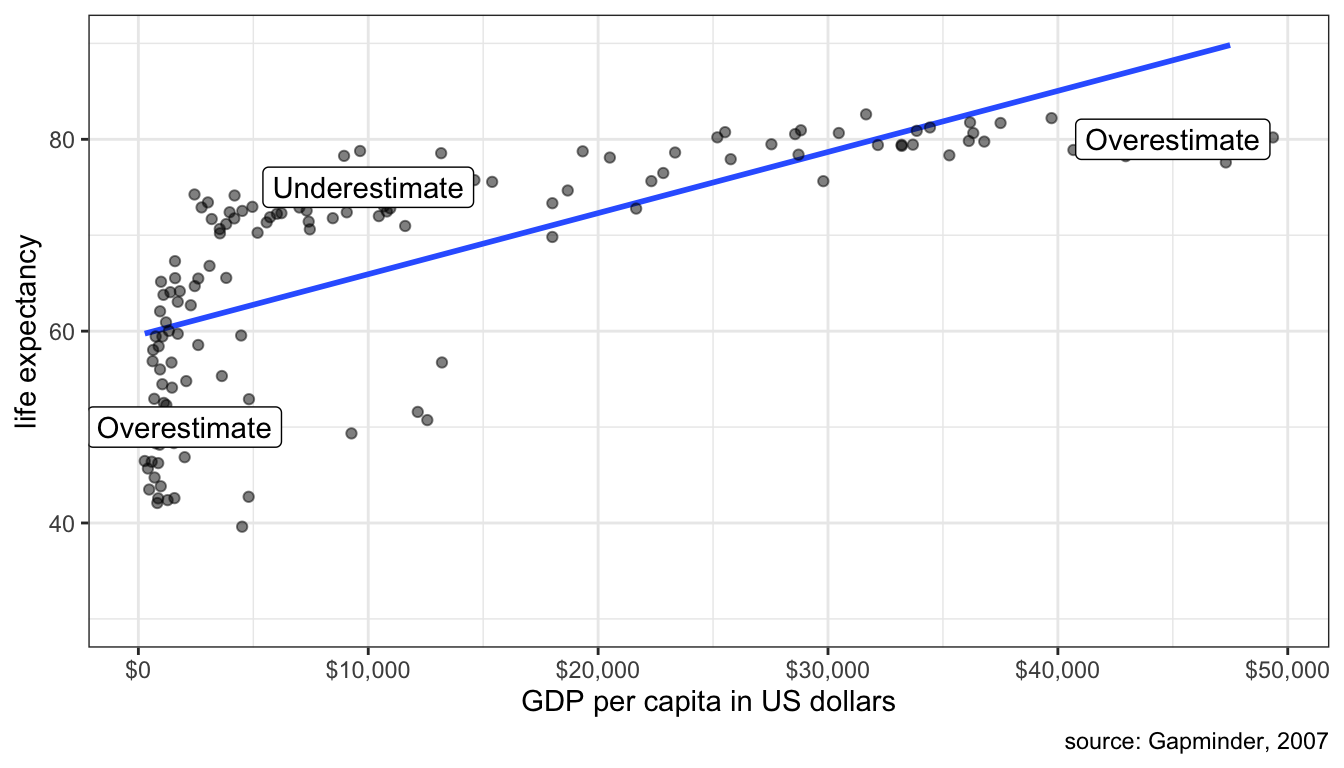 80
60
40
life expectancy
Underestimate
Overestimate
Overestimate
$0
$10,000
$20,000
$30,000
$40,000
$50,000
GDP per capita in US dollars
source: Gapminder, 2007